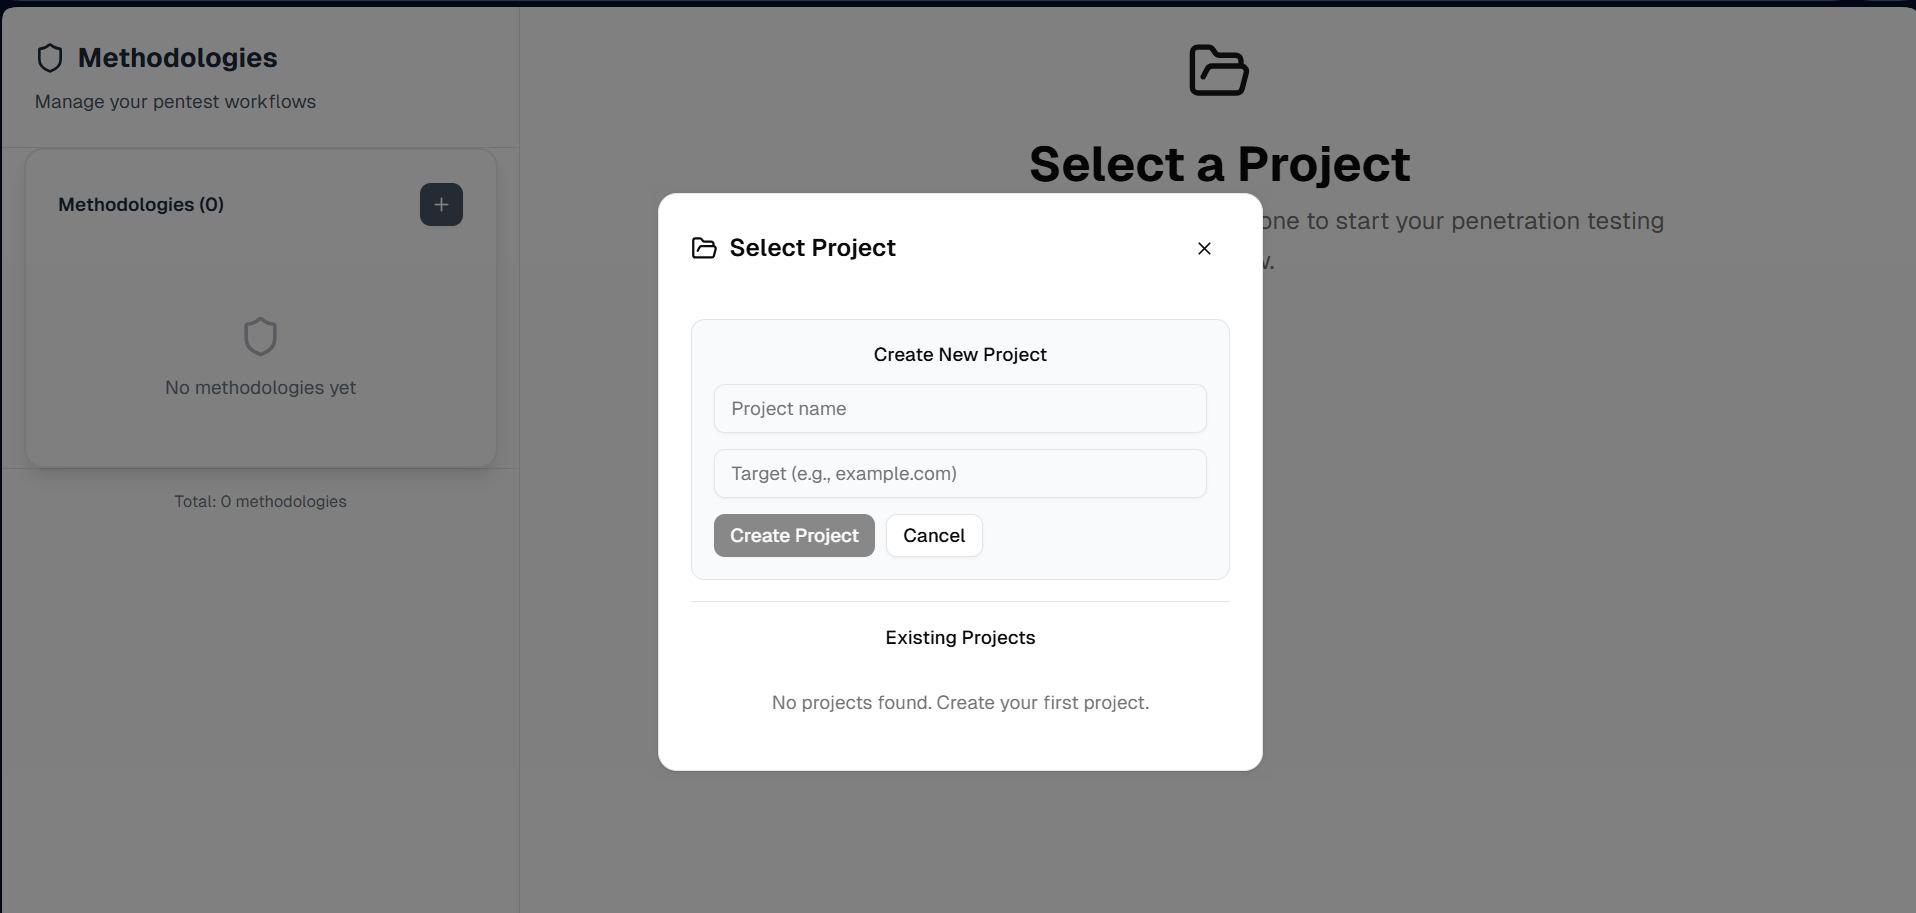 Methodologies
Manage your pentest workflows
Methodologies (0)
No methodologies yet
Total: 0 methodologies
Select a Project
one to start your penetration testing
Select Project
Create New Project
Project name
Target (e.g., example.com)
Create Project
Cancel
Existing Projects
No projects found. Create your first project.